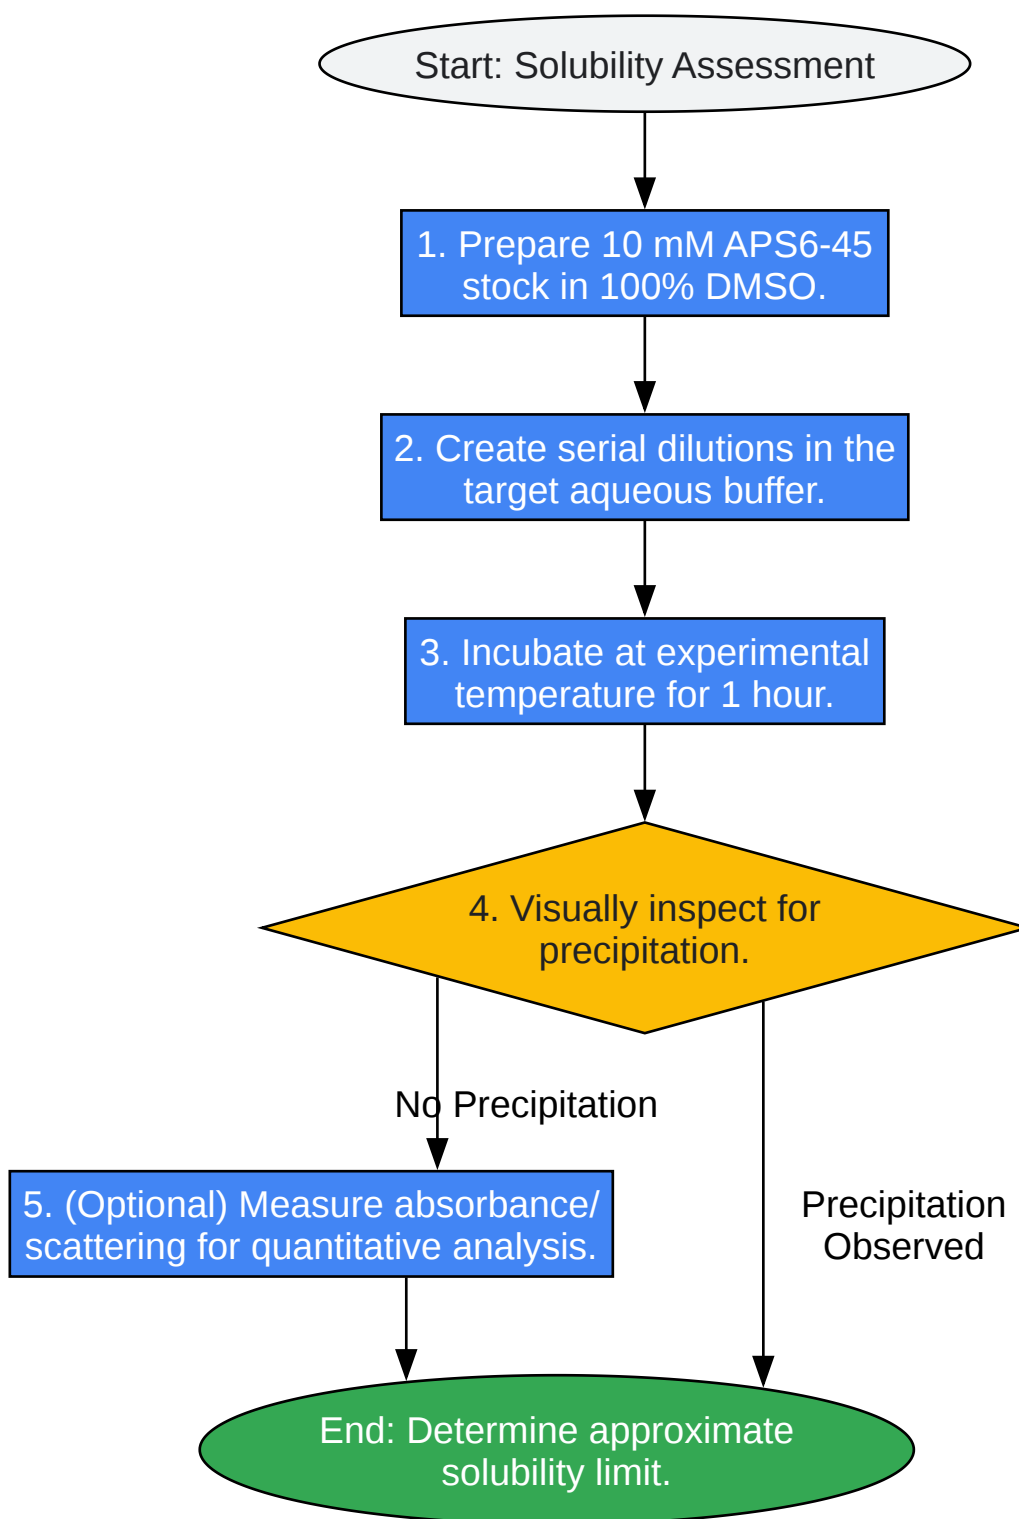 Start: Solubility Assessment
1. Prepare 10 mM APS6-45
stock in 100% DMSO.
2. Create serial dilutions in the
target aqueous buffer.
3. Incubate at experimental
temperature for 1 hour.
4. Visually inspect for
precipitation.
No Precipitation
5. (Optional) Measure absorbance/
scattering for quantitative analysis.
Precipitation
Observed
End: Determine approximate
solubility limit.